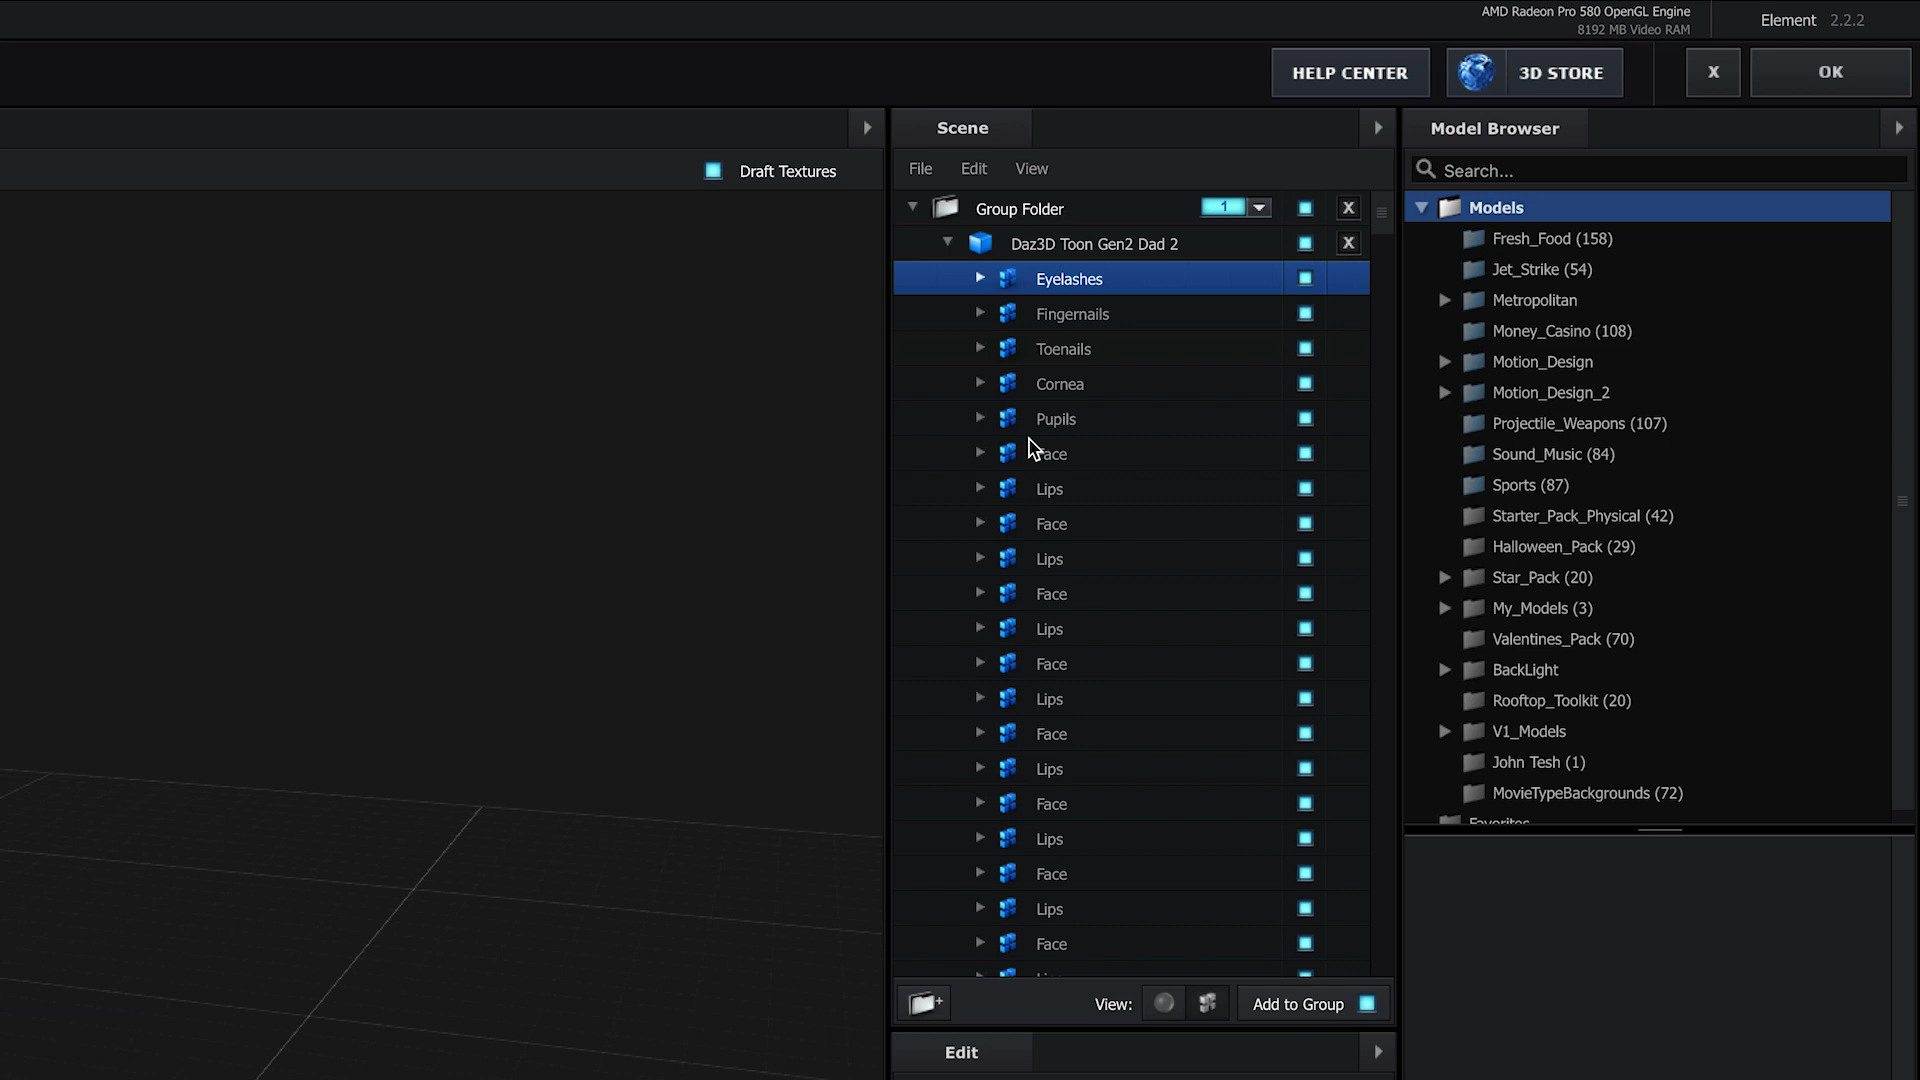 AMD Radeon Pro 580 OpenGL Engine
8192 MB Video RAM
Element 2.2.2
HELP CENTER
3D STORE
X
OK
Draft Textures
Scene
File Edit View
Group Folder 1 X
Daz3D Toon Gen2 Dad 2 X
Eyelashes
Fingernails
Toenails
Cornea
Pupils
Face
Lips
Face
Lips
Face
Lips
Face
Lips
Face
Lips
Face
Lips
Face
Lips
Face
View: Add to Group
Edit
Model Browser
Search...
Models
Fresh_Food (158)
Jet_Strike (54)
Metropolitan
Money_Casino (108)
Motion_Design
Motion_Design_2
Projectile_Weapons (107)
Sound_Music (84)
Sports (87)
Starter_Pack_Physical (42)
Halloween_Pack (29)
Star_Pack (20)
My_Models (3)
Valentines_Pack (70)
BackLight
Rooftop_Toolkit (20)
V1_Models
John Tesh (1)
MovieTypeBackgrounds (72)
Favorites